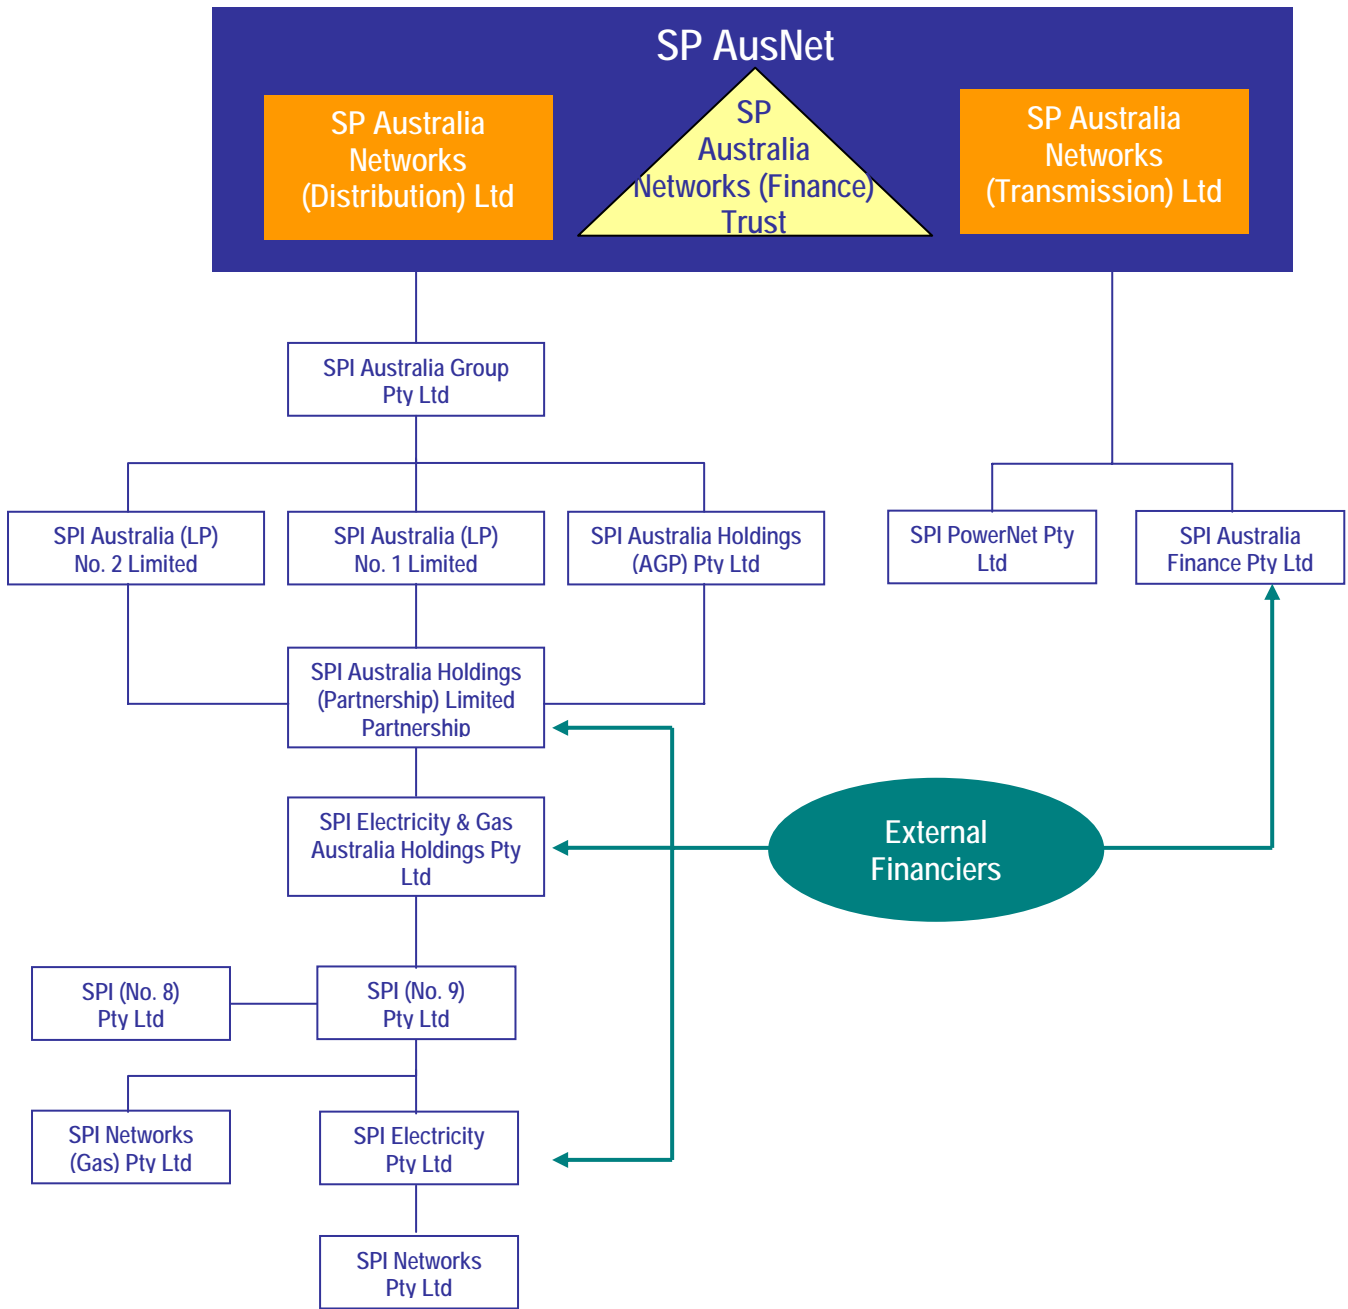 SP AusNet
SP Australia
Networks
(Distribution) Ltd
SP
Australia
Networks (Finance)
Trust
SP Australia
Networks
(Transmission) Ltd
SPI Australia Group
Pty Ltd
SPI Australia (LP)
No. 2 Limited
SPI Australia (LP)
No. 1 Limited
SPI Australia Holdings
(AGP) Pty Ltd
SPI PowerNet Pty
Ltd
SPI Australia
Finance Pty Ltd
SPI Australia Holdings
(Partnership) Limited
Partnership
SPI Electricity & Gas
Australia Holdings Pty
Ltd
External
Financiers
SPI (No. 8)
Pty Ltd
SPI (No. 9)
Pty Ltd
SPI Networks
(Gas) Pty Ltd
SPI Electricity
Pty Ltd
SPI Networks
Pty Ltd